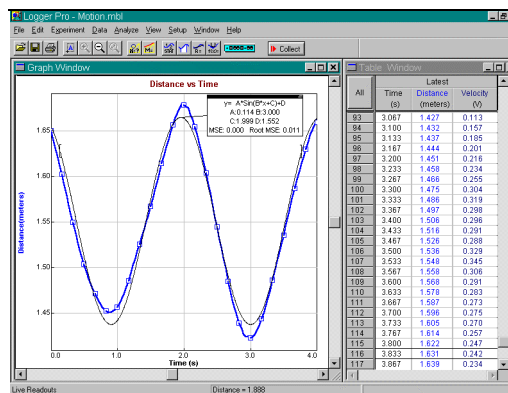 Logger Pro - Motion.mbl
File Edit Experiment Data Analyze View Setup Window Help
Collect
Graph Window
Distance vs Time
y= A*Sin(B*x+C)+D
A:0.114 B:3.000
C:1.999 D:1.552
MSE: 0.000 Root MSE: 0.011
1.65
1.60
1.55
1.50
1.45
Distance(meters)
0.0 1.0 2.0 3.0 4.0
Time (s)
Table Window
All
Latest
Time Distance Velocity
(s) (meters) (V)
93 3.067 1.427 0.113
94 3.100 1.432 0.157
95 3.133 1.437 0.185
96 3.167 1.444 0.201
97 3.200 1.451 0.216
98 3.233 1.458 0.234
99 3.267 1.466 0.255
100 3.300 1.475 0.304
101 3.333 1.486 0.319
102 3.367 1.497 0.298
103 3.400 1.506 0.296
104 3.433 1.516 0.291
105 3.467 1.526 0.288
106 3.500 1.536 0.329
107 3.533 1.548 0.345
108 3.567 1.558 0.306
109 3.600 1.568 0.291
110 3.633 1.578 0.283
111 3.667 1.587 0.273
112 3.700 1.596 0.275
113 3.733 1.605 0.270
114 3.767 1.614 0.257
115 3.800 1.622 0.247
116 3.833 1.631 0.242
117 3.867 1.639 0.234
Live Readouts
Distance = 1.888